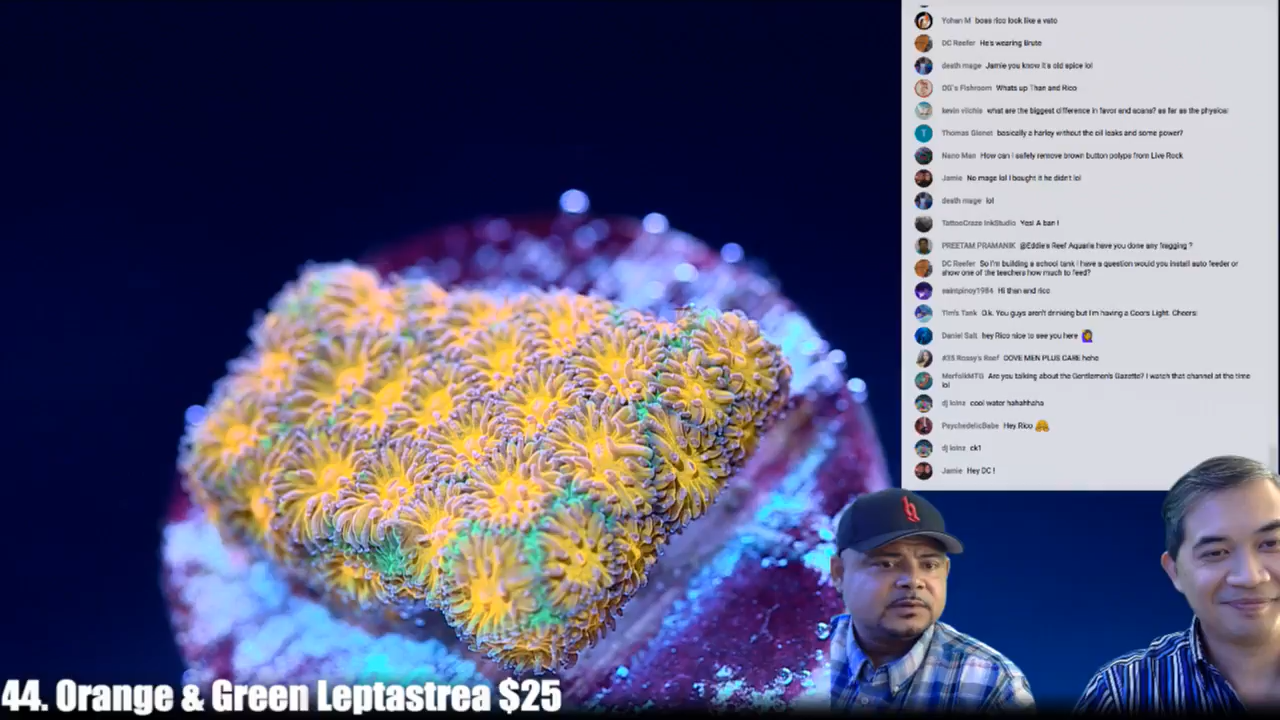 Yohan M boss rico look like a vato
DC Reefer He's wearing Brute
death mage Jamie you know it's old spice lol
DG's Fishroom Whats up Than and Rico
kevin vilchis what are the biggest difference in favor and acans? as far as the physical
Thomas Gienet basically a harley without the oil leaks and some power?
Nano Man How can I safely remove brown button polyps from Live Rock
Jamie No mage lol I bought it he didn't lol
death mage lol
TattooCraze InkStudio Yes! A ban !
PREETAM PRAMANIK @Eddie's Reef Aquaria have you done any fragging ?
DC Reefer So I'm building a school tank I have a question would you install auto feeder or
show one of the teachers how much to feed?
saintpinoy1984 Hi than and rico
Tim's Tank O.k. You guys aren't drinking but I'm having a Coors Light. Cheers:
Daniel Salt hey Rico nice to see you here
#25 Rossy's Reef DOVE MEN PLUS CARE hehe
MerfolkMTG Are you talking about the Gentlemen's Gazette? I watch that channel at the time
lol
dj loinz cool water hahahhaha
PsychedelicBabe Hey Rico
dj loinz ck1
Jamie Hey DC !
44. Orange & Green Leptastrea $25